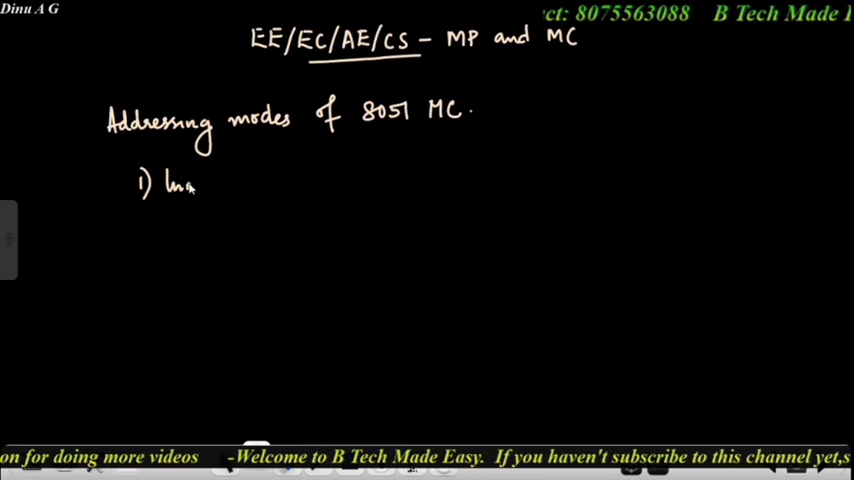 Dinu A G
ct: 8075563088 B Tech Made
EE/EC/AE/CS - MP and MC
Addressing modes of 8051 MC.
1)
on for doing more videos -Welcome to B Tech Made Easy. If you haven't subscribe to this channel yet,s